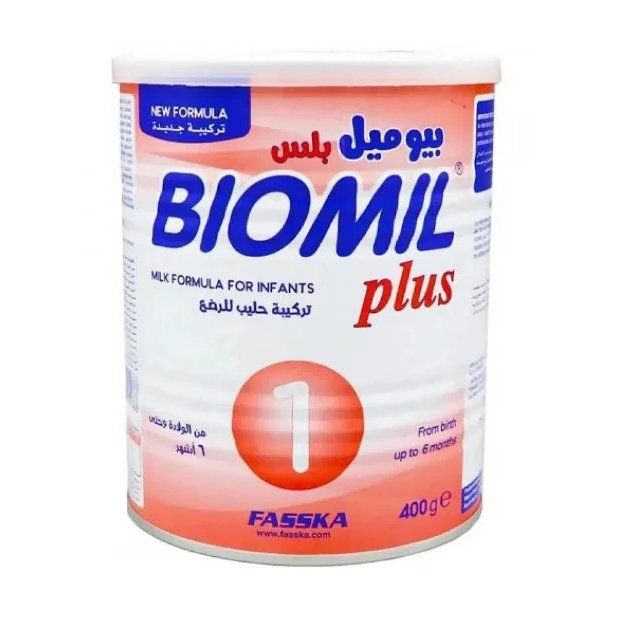 NEW FORMULA
تركيبة جديدة
بيوميل بلس
BIOMIL®
plus
MILK FORMULA FOR INFANTS
تركيبة حليب للرضع
1
من الولادة وحتى
٦ أشهر
From birth
up to 6 months
400g e
FASSKA
www.fasska.com